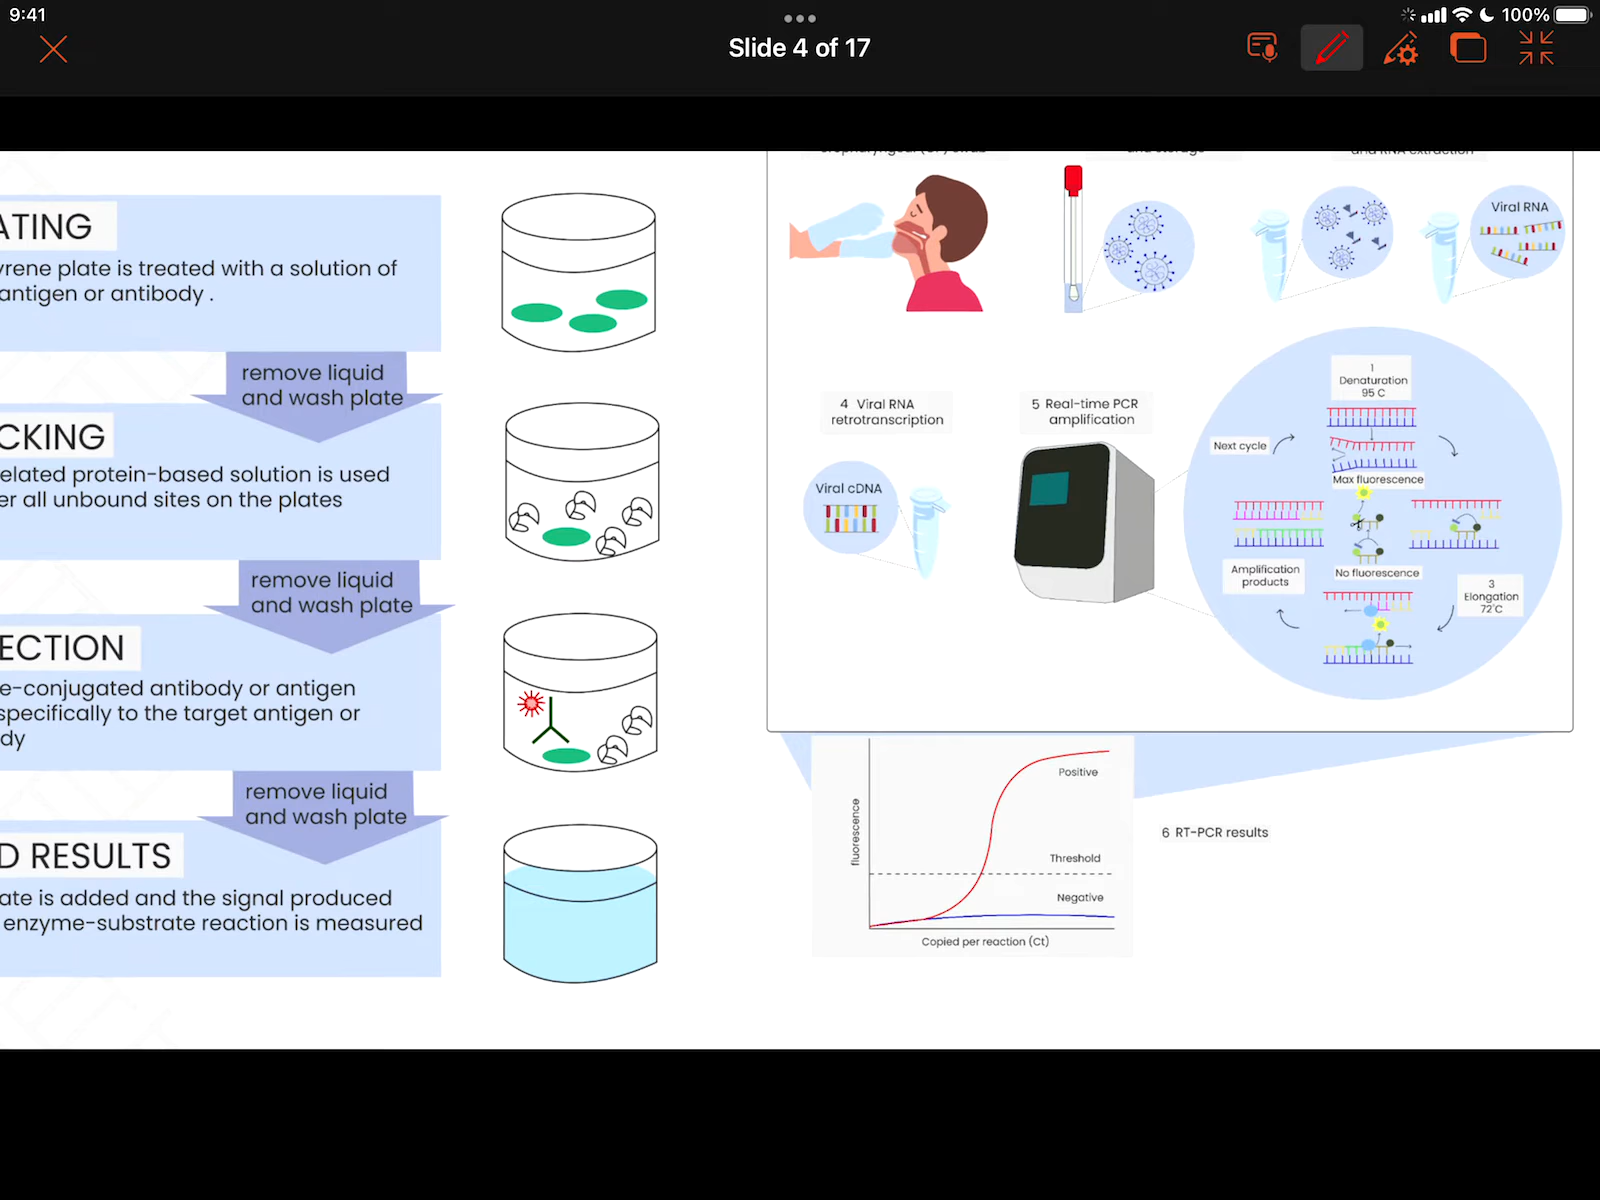 9:41
100%
Slide 4 of 17
ATING
yrene plate is treated with a solution of
antigen or antibody .
remove liquid
and wash plate
CKING
elated protein-based solution is used
er all unbound sites on the plates
remove liquid
and wash plate
ECTION
e-conjugated antibody or antigen
specifically to the target antigen or
dy
remove liquid
and wash plate
D RESULTS
ate is added and the signal produced
enzyme-substrate reaction is measured
and storage
and RNA extraction
Viral RNA
4 Viral RNA
retrotranscription
Viral cDNA
5 Real-time PCR
amplification
1
Denaturation
95 C
Next cycle
Max fluorescence
Amplification
products
No fluorescence
3
Elongation
72°C
fluorescence
Positive
Threshold
Negative
Copied per reaction (Ct)
6 RT-PCR results